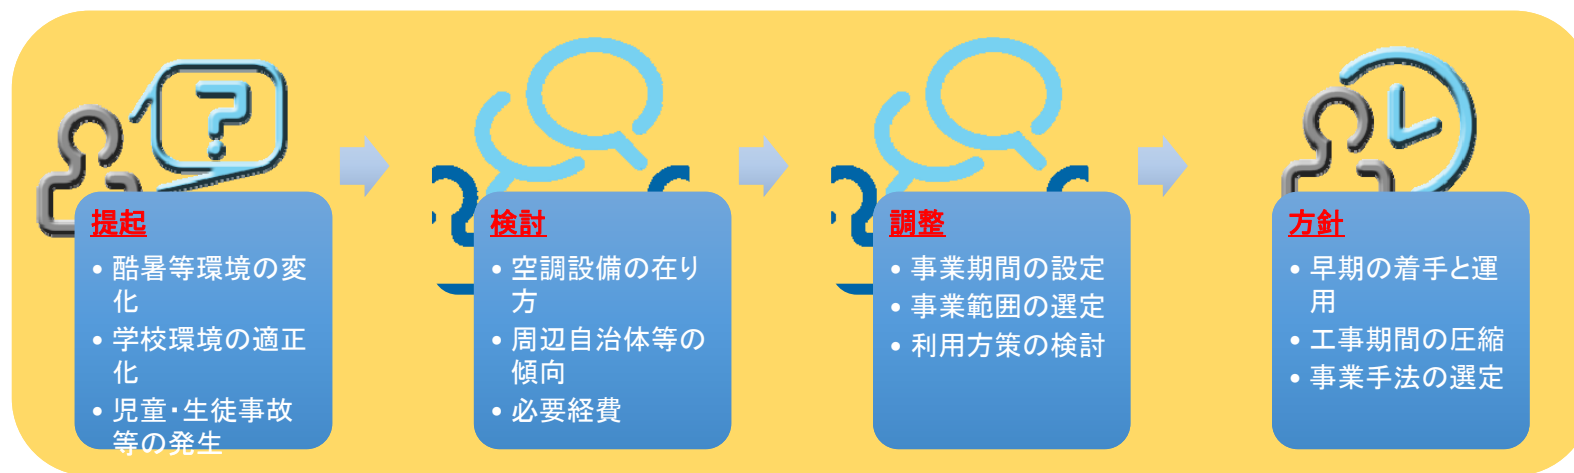 提起
• 酷暑等環境の変
化
• 学校環境の適正
化
• 児童・生徒事故
等の発生
検討
• 空調設備の在り
方
• 周辺自治体等の
傾向
• 必要経費
調整
• 事業期間の設定
• 事業範囲の選定
• 利用方策の検討
方針
• 早期の着手と運
用
• 工事期間の圧縮
• 事業手法の選定